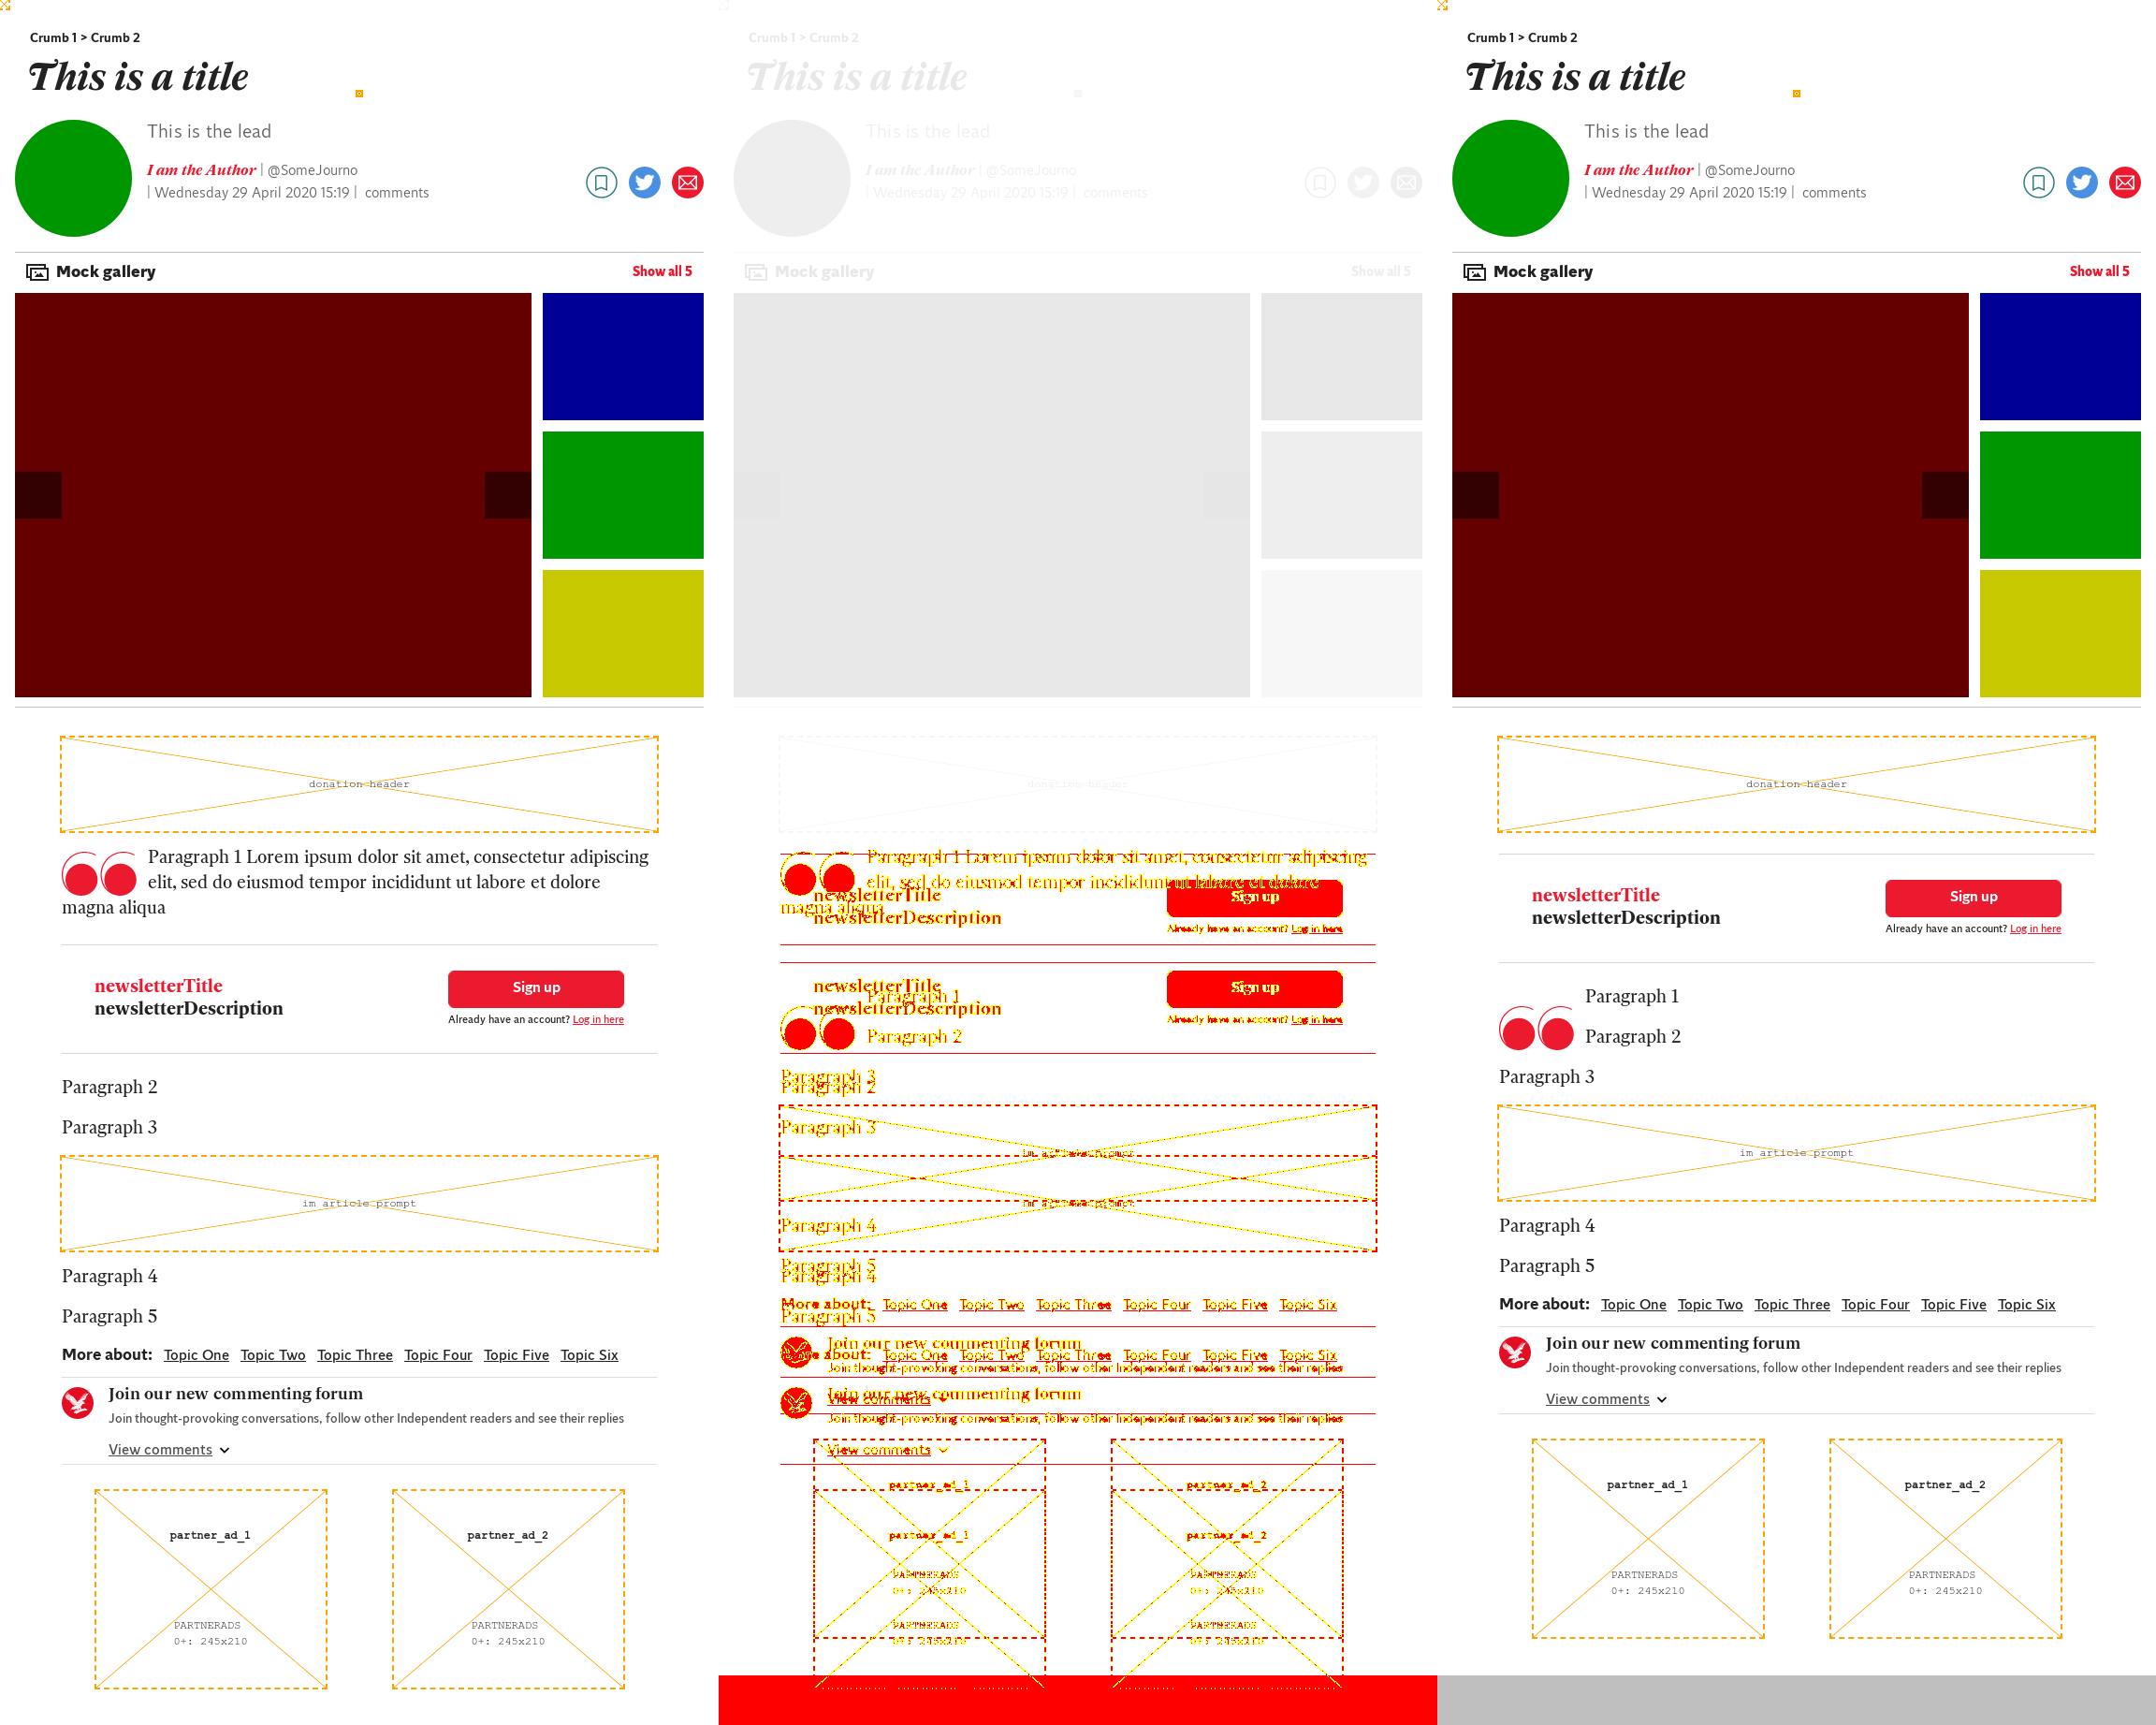 Crumb 1 > Crumb 2
This is a title
This is the lead
I am the Author | @SomeJourno
| Wednesday 29 April 2020 15:19 | comments
Mock gallery
Show all 5
donation header
Paragraph 1 Lorem ipsum dolor sit amet, consectetur adipiscing
elit, sed do eiusmod tempor incididunt ut labore et dolore
magna aliqua
newsletterTitle
newsletterDescription
Sign up
Already have an account? Log in here
Paragraph 2
Paragraph 3
im article prompt
Paragraph 4
Paragraph 5
More about: Topic One Topic Two Topic Three Topic Four Topic Five Topic Six
Join our new commenting forum
Join thought-provoking conversations, follow other Independent readers and see their replies
View comments
partner_ad_1
PARTNERADS
0+: 245x210
partner_ad_2
PARTNERADS
0+: 245x210
Crumb 1 > Crumb 2
This is a title
This is the lead
I am the Author | @SomeJourno
| Wednesday 29 April 2020 15:19 | comments
Mock gallery
Show all 5
donation header
Paragraph 1 Lorem ipsum dolor sit amet, consectetur adipiscing
elit, sed do eiusmod tempor incididunt ut labore et dolore
magna aliqua
newsletterTitle
newsletterDescription
Sign up
Already have an account? Log in here
newsletterTitle
Paragraph 1
newsletterDescription
Sign up
Already have an account? Log in here
Paragraph 2
Paragraph 3
Paragraph 2
Paragraph 3
im article prompt
im article prompt
Paragraph 4
Paragraph 5
Paragraph 4
More about: Topic One Topic Two Topic Three Topic Four Topic Five Topic Six
Paragraph 5
Join our new commenting forum
Topic One Topic Two Topic Three Topic Four Topic Five Topic Six
Join thought-provoking conversations, follow other Independent readers and see their replies
Join our new commenting forum
View comments
Join thought-provoking conversations, follow other Independent readers and see their replies
View comments
partner_ad_1
partner_ad_2
partner_ad_1
partner_ad_2
PARTNERADS
0+: 245x210
PARTNERADS
0+: 245x210
PARTNERADS
0+: 245x210
PARTNERADS
0+: 245x210
Crumb 1 > Crumb 2
This is a title
This is the lead
I am the Author | @SomeJourno
| Wednesday 29 April 2020 15:19 | comments
Mock gallery
Show all 5
donation header
newsletterTitle
newsletterDescription
Sign up
Already have an account? Log in here
Paragraph 1
Paragraph 2
Paragraph 3
im article prompt
Paragraph 4
Paragraph 5
More about: Topic One Topic Two Topic Three Topic Four Topic Five Topic Six
Join our new commenting forum
Join thought-provoking conversations, follow other Independent readers and see their replies
View comments
partner_ad_1
PARTNERADS
0+: 245x210
partner_ad_2
PARTNERADS
0+: 245x210